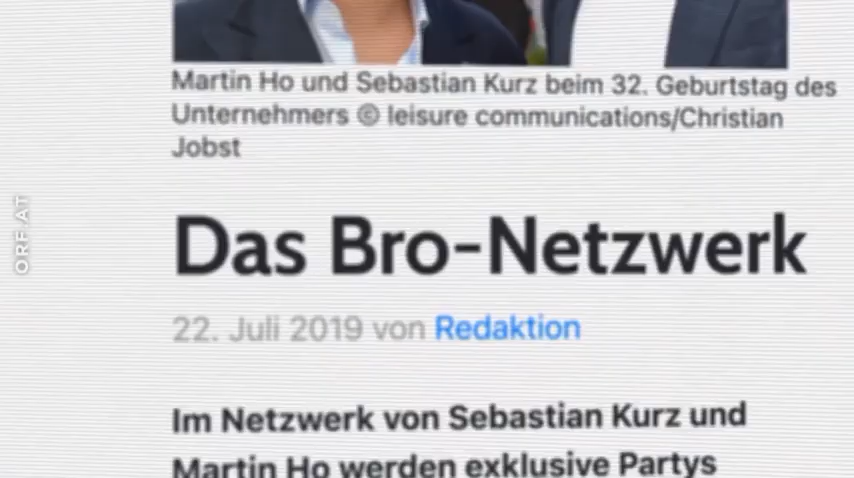 Martin Ho und Sebastian Kurz beim 32. Geburtstag des
Unternehmers © leisure communications/Christian
Jobst
ORF.AT
Das Bro-Netzwerk
22. Juli 2019 von Redaktion
Im Netzwerk von Sebastian Kurz und
Martin Ho werden exklusive Partys